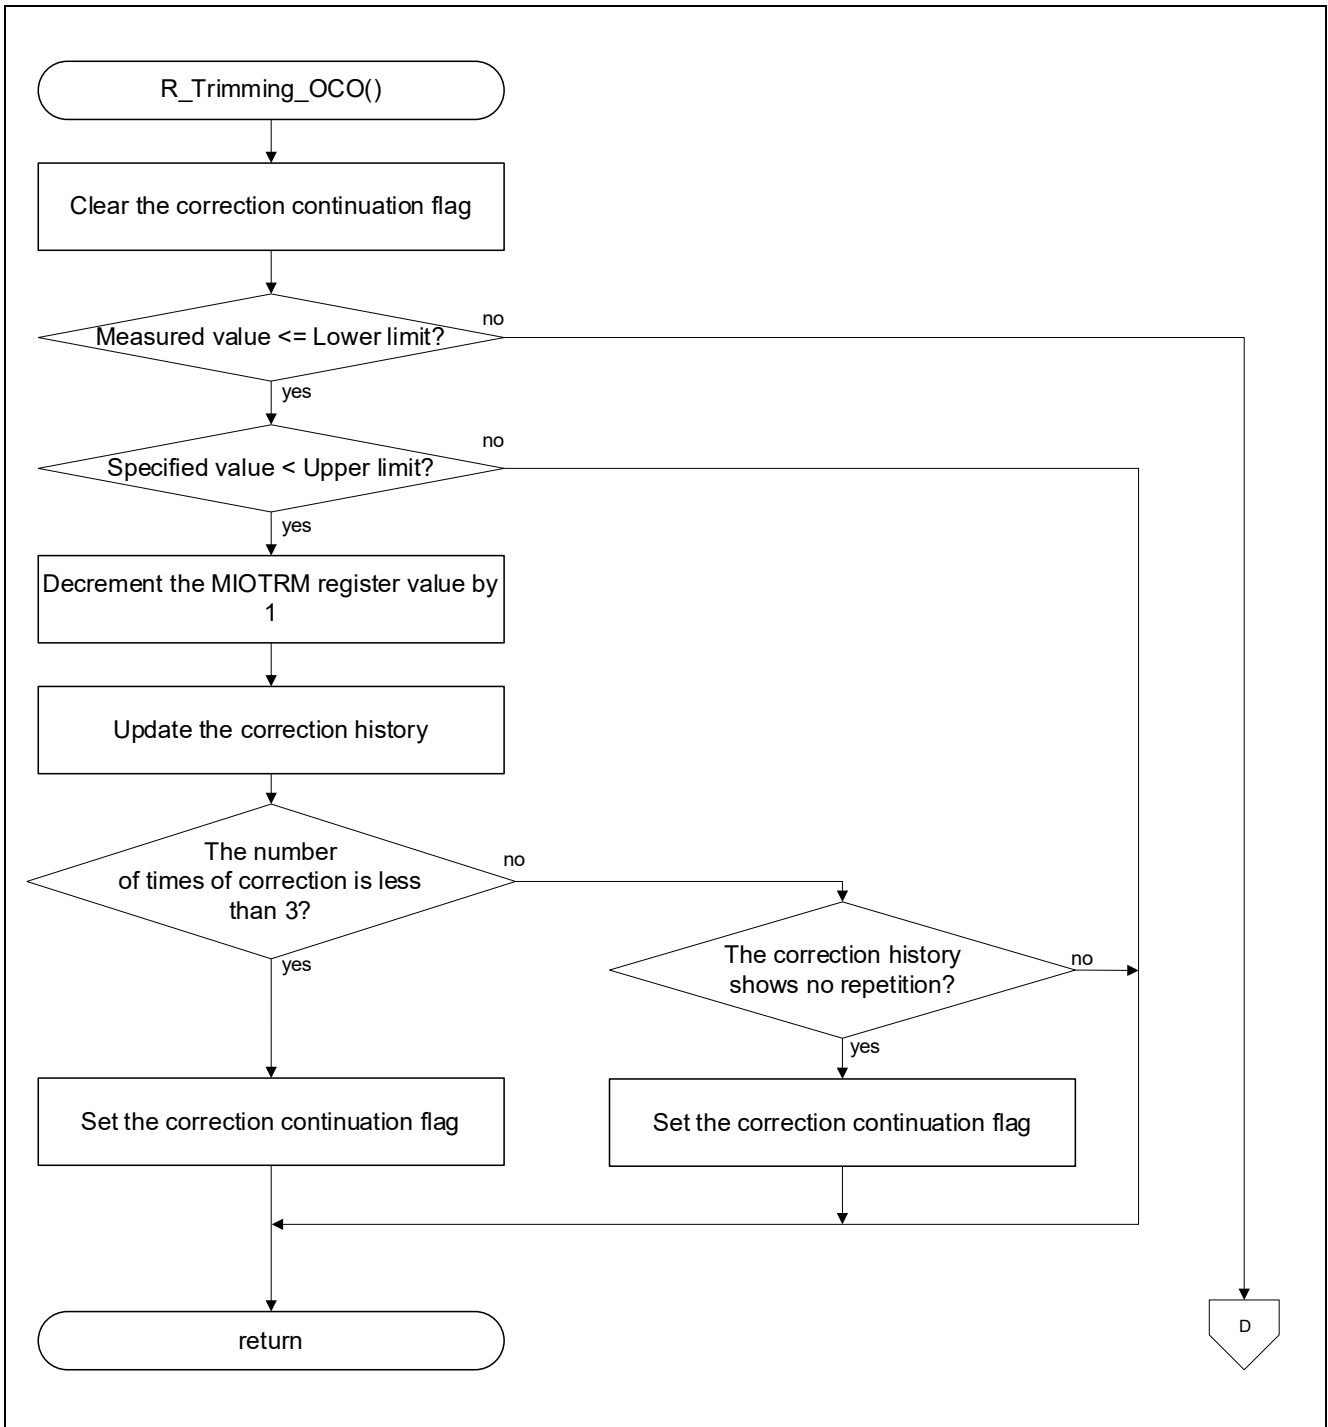 R_Trimming_OCO()
Clear the correction continuation flag
Measured value <= Lower limit?
no
yes
Specified value < Upper limit?
no
yes
Decrement the MIOTRM register value by
1
Update the correction history
The number
of times of correction is less
than 3?
no
yes
The correction history
shows no repetition?
no
yes
Set the correction continuation flag
Set the correction continuation flag
return
D